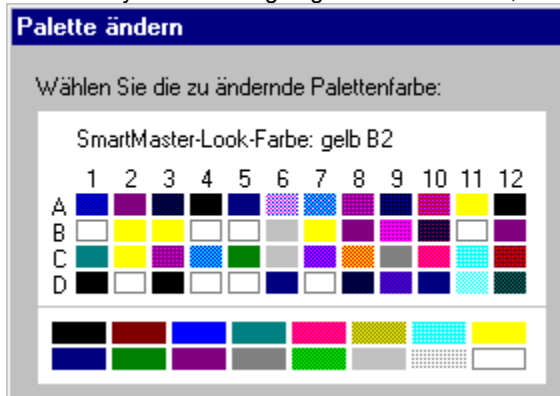 Palette ändern
Wählen Sie die zu ändernde Palettenfarbe:
SmartMaster-Look-Farbe: gelb B2
1 2 3 4 5 6 7 8 9 10 11 12
A
B
C
D